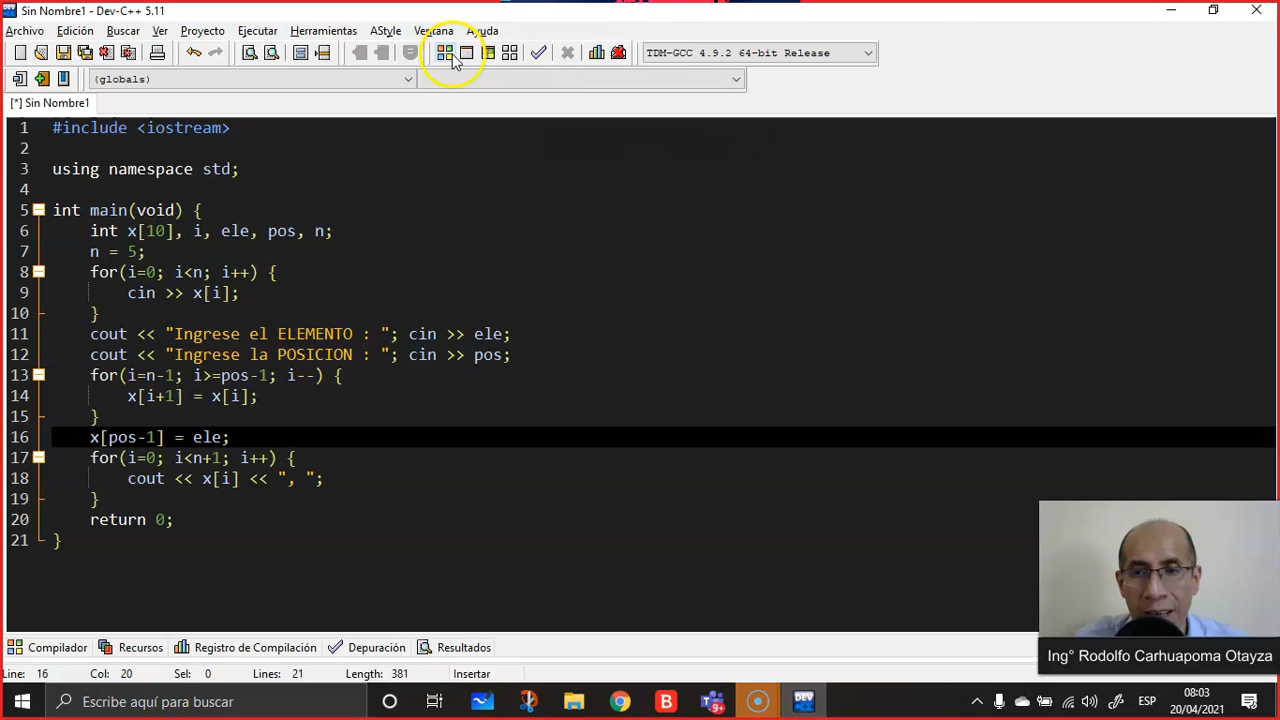 Sin Nombre1 - Dev-C++ 5.11
Archivo Edición Buscar Ver Proyecto Ejecutar Herramientas AStyle Ventana Ayuda
TDM-GCC 4.9.2 64-bit Release
(globals)
[*] Sin Nombre1
1 #include <iostream>
2
3 using namespace std;
4
5 int main(void) {
6 int x[10], i, ele, pos, n;
7 n = 5;
8 for(i=0; i<n; i++) {
9 cin >> x[i];
10 }
11 cout << "Ingrese el ELEMENTO : "; cin >> ele;
12 cout << "Ingrese la POSICION : "; cin >> pos;
13 for(i=n-1; i>=pos-1; i--) {
14 x[i+1] = x[i];
15 }
16 x[pos-1] = ele;
17 for(i=0; i<n+1; i++) {
18 cout << x[i] << ", ";
19 }
20 return 0;
21 }
Ing° Rodolfo Carhuapoma Otayza
Compilador Recursos Registro de Compilación Depuración Resultados
Line: 16 Col: 20 Sel: 0 Lines: 21 Length: 381 Insertar
Escribe aquí para buscar
B
9+
DEV
ESP
08:03
20/04/2021